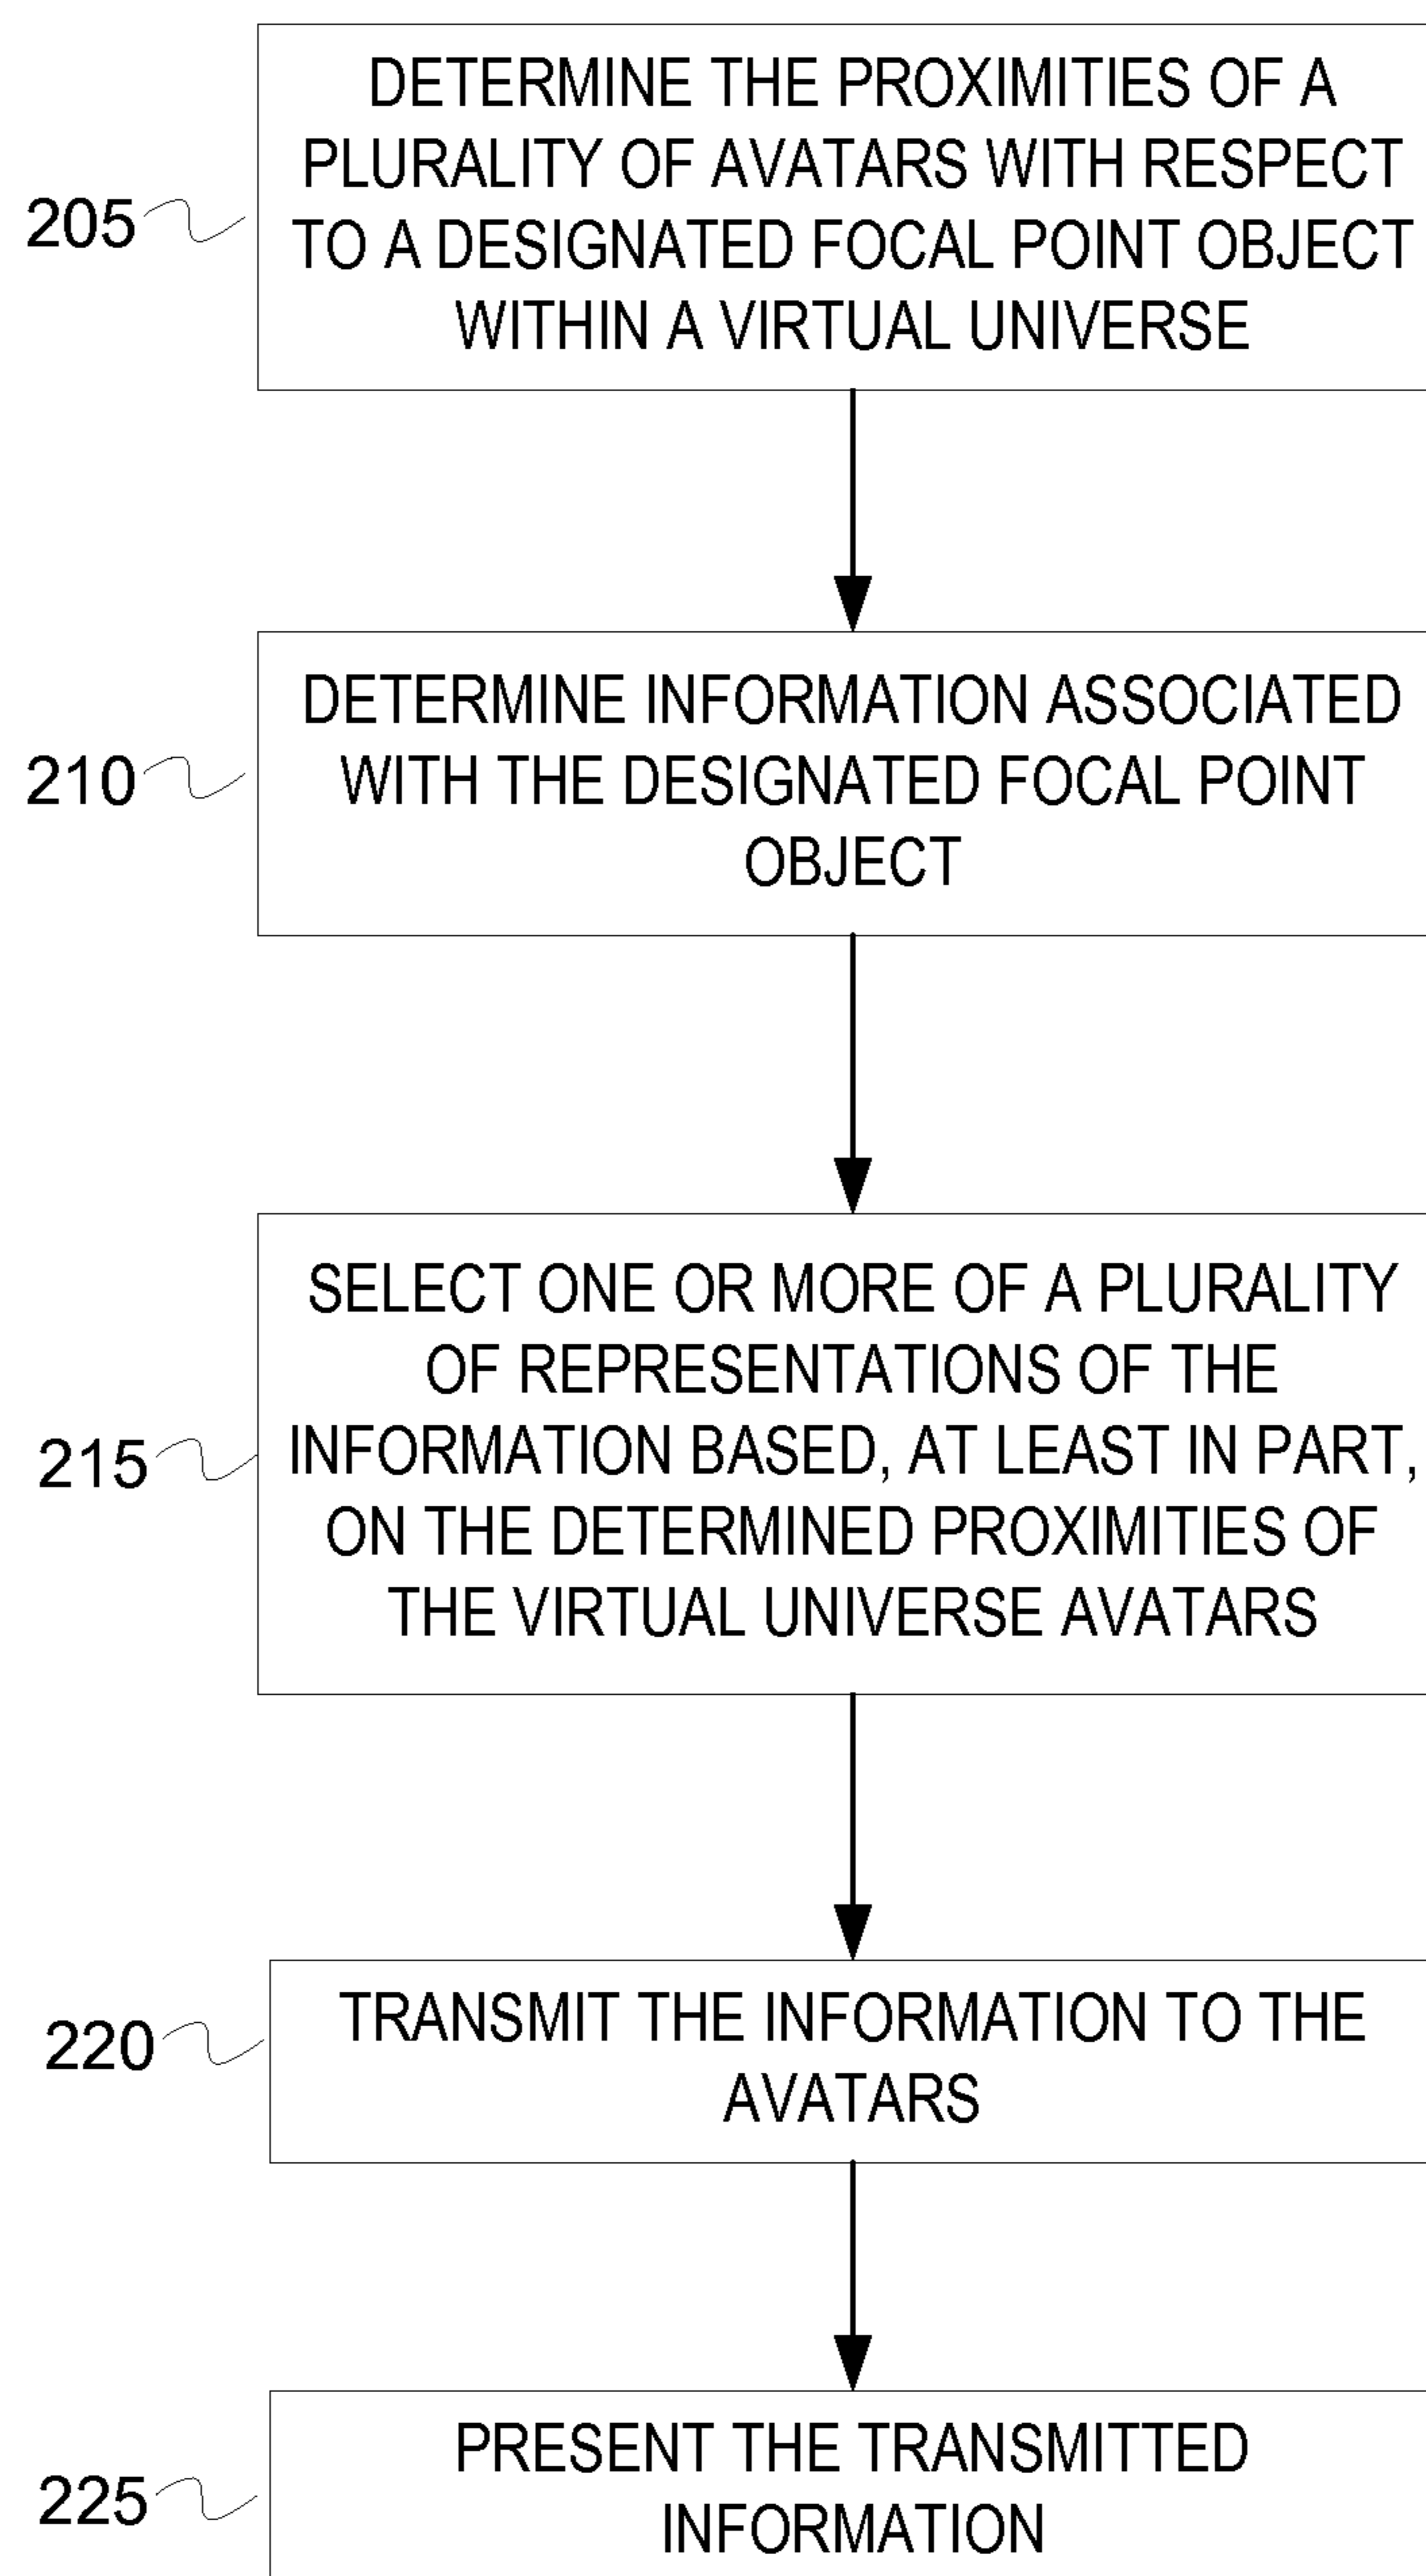 DETERMINE THE PROXIMITIES OF A
PLURALITY OF AVATARS WITH RESPECT
205
TO A DESIGNATED FOCAL POINT OBJECT
WITHIN A VIRTUAL UNIVERSE
DETERMINE INFORMATION ASSOCIATED
210
WITH THE DESIGNATED FOCAL POINT
OBJECT
SELECT ONE OR MORE OF A PLURALITY
OF REPRESENTATIONS OF THE
215
INFORMATION BASED, AT LEAST IN PART,
ON THE DETERMINED PROXIMITIES OF
THE VIRTUAL UNIVERSE AVATARS
220
TRANSMIT THE INFORMATION TO THE
AVATARS
225
PRESENT THE TRANSMITTED
INFORMATION